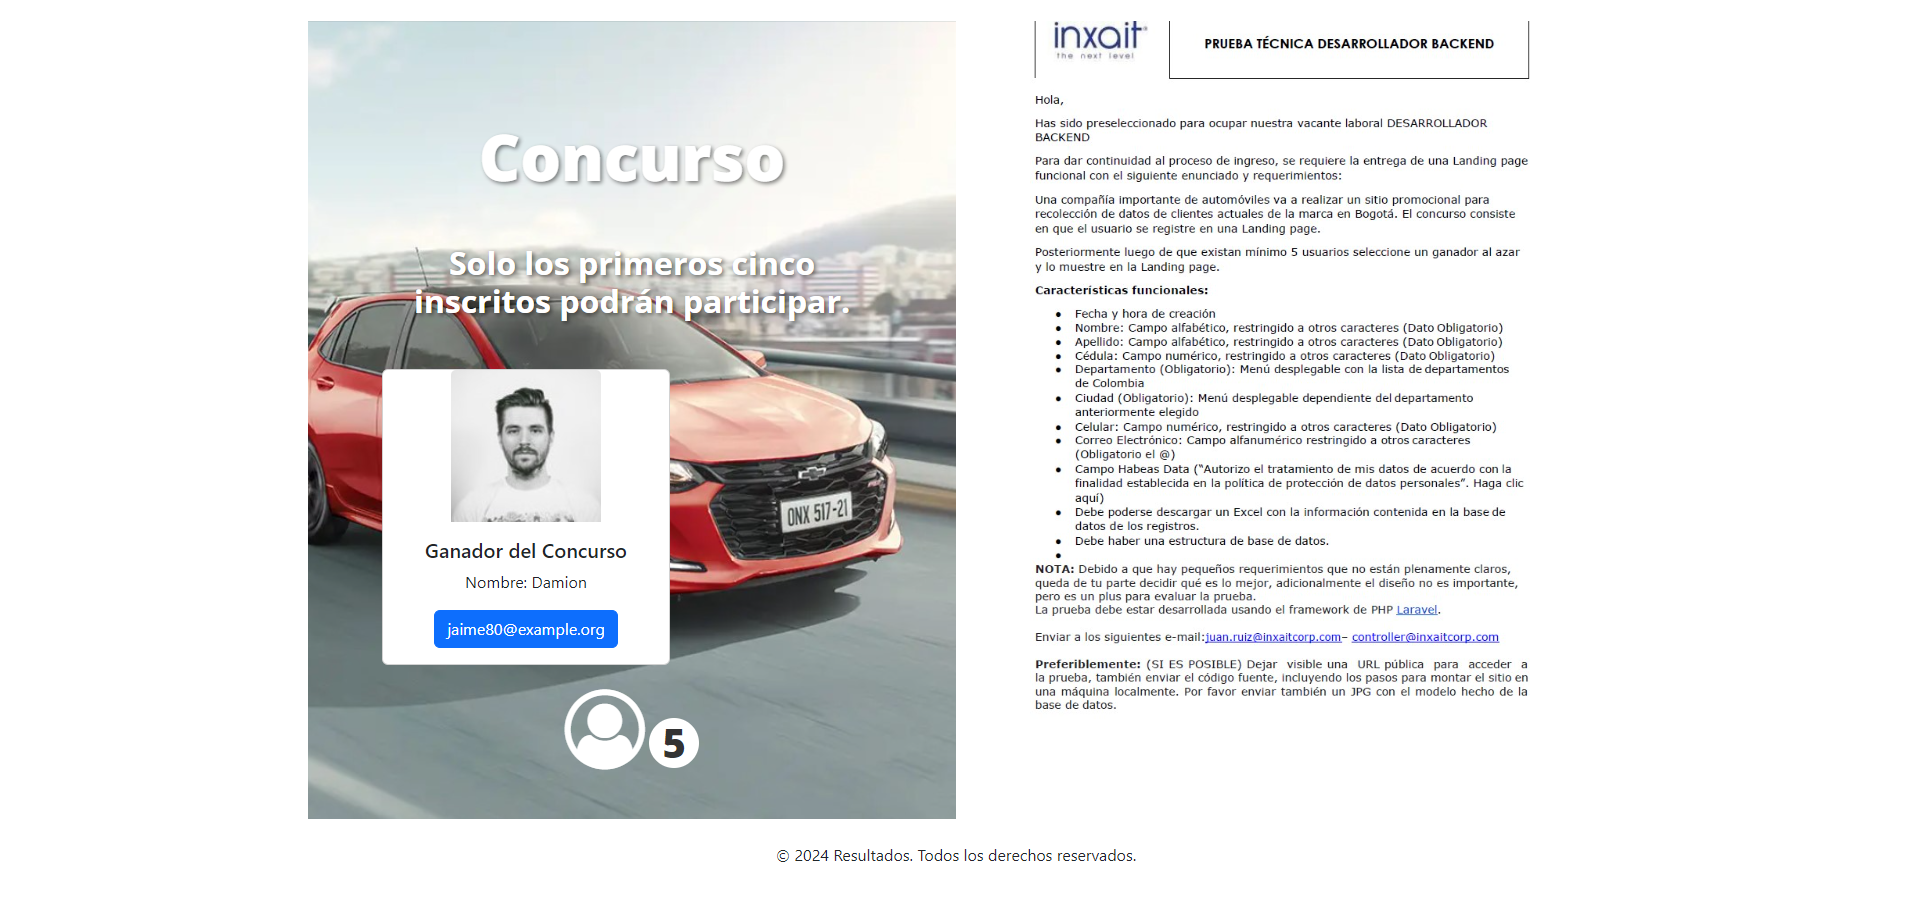 Concurso
Solo los primeros cinco
inscritos podrán participar.
ONX 517-21
Ganador del Concurso
Nombre: Damion
jaime80@example.org
5
inxait
the next level
PRUEBA TÉCNICA DESARROLLADOR BACKEND
Hola,
Has sido preseleccionado para ocupar nuestra vacante laboral DESARROLLADOR
BACKEND
Para dar continuidad al proceso de ingreso, se requiere la entrega de una Landing page
funcional con el siguiente enunciado y requerimientos:
Una compañía importante de automóviles va a realizar un sitio promocional para
recolección de datos de clientes actuales de la marca en Bogotá. El concurso consiste
en que el usuario se registre en una Landing page.
Posteriormente luego de que existan mínimo 5 usuarios seleccione un ganador al azar
y lo muestre en la Landing page.
Características funcionales:
● Fecha y hora de creación
● Nombre: Campo alfabético, restringido a otros caracteres (Dato Obligatorio)
● Apellido: Campo alfabético, restringido a otros caracteres (Dato Obligatorio)
● Cédula: Campo numérico, restringido a otros caracteres (Dato Obligatorio)
● Departamento (Obligatorio): Menú desplegable con la lista de departamentos
de Colombia
● Ciudad (Obligatorio): Menú desplegable dependiente del departamento
anteriormente elegido
● Celular: Campo numérico, restringido a otros caracteres (Dato Obligatorio)
● Correo Electrónico: Campo alfanumérico restringido a otros caracteres
(Obligatorio el @)
● Campo Habeas Data (“Autorizo el tratamiento de mis datos de acuerdo con la
finalidad establecida en la política de protección de datos personales”. Haga clic
aquí)
● Debe poderse descargar un Excel con la información contenida en la base de
datos de los registros.
● Debe haber una estructura de base de datos.
●
NOTA: Debido a que hay pequeños requerimientos que no están plenamente claros,
queda de tu parte decidir qué es lo mejor, adicionalmente el diseño no es importante,
pero es un plus para evaluar la prueba.
La prueba debe estar desarrollada usando el framework de PHP Laravel.
Enviar a los siguientes e-mail:juan.ruiz@inxaitcorp.com– controller@inxaitcorp.com
Preferiblemente: (SI ES POSIBLE) Dejar visible una URL pública para acceder a
la prueba, también enviar el código fuente, incluyendo los pasos para montar el sitio en
una máquina localmente. Por favor enviar también un JPG con el modelo hecho de la
base de datos.
© 2024 Resultados. Todos los derechos reservados.